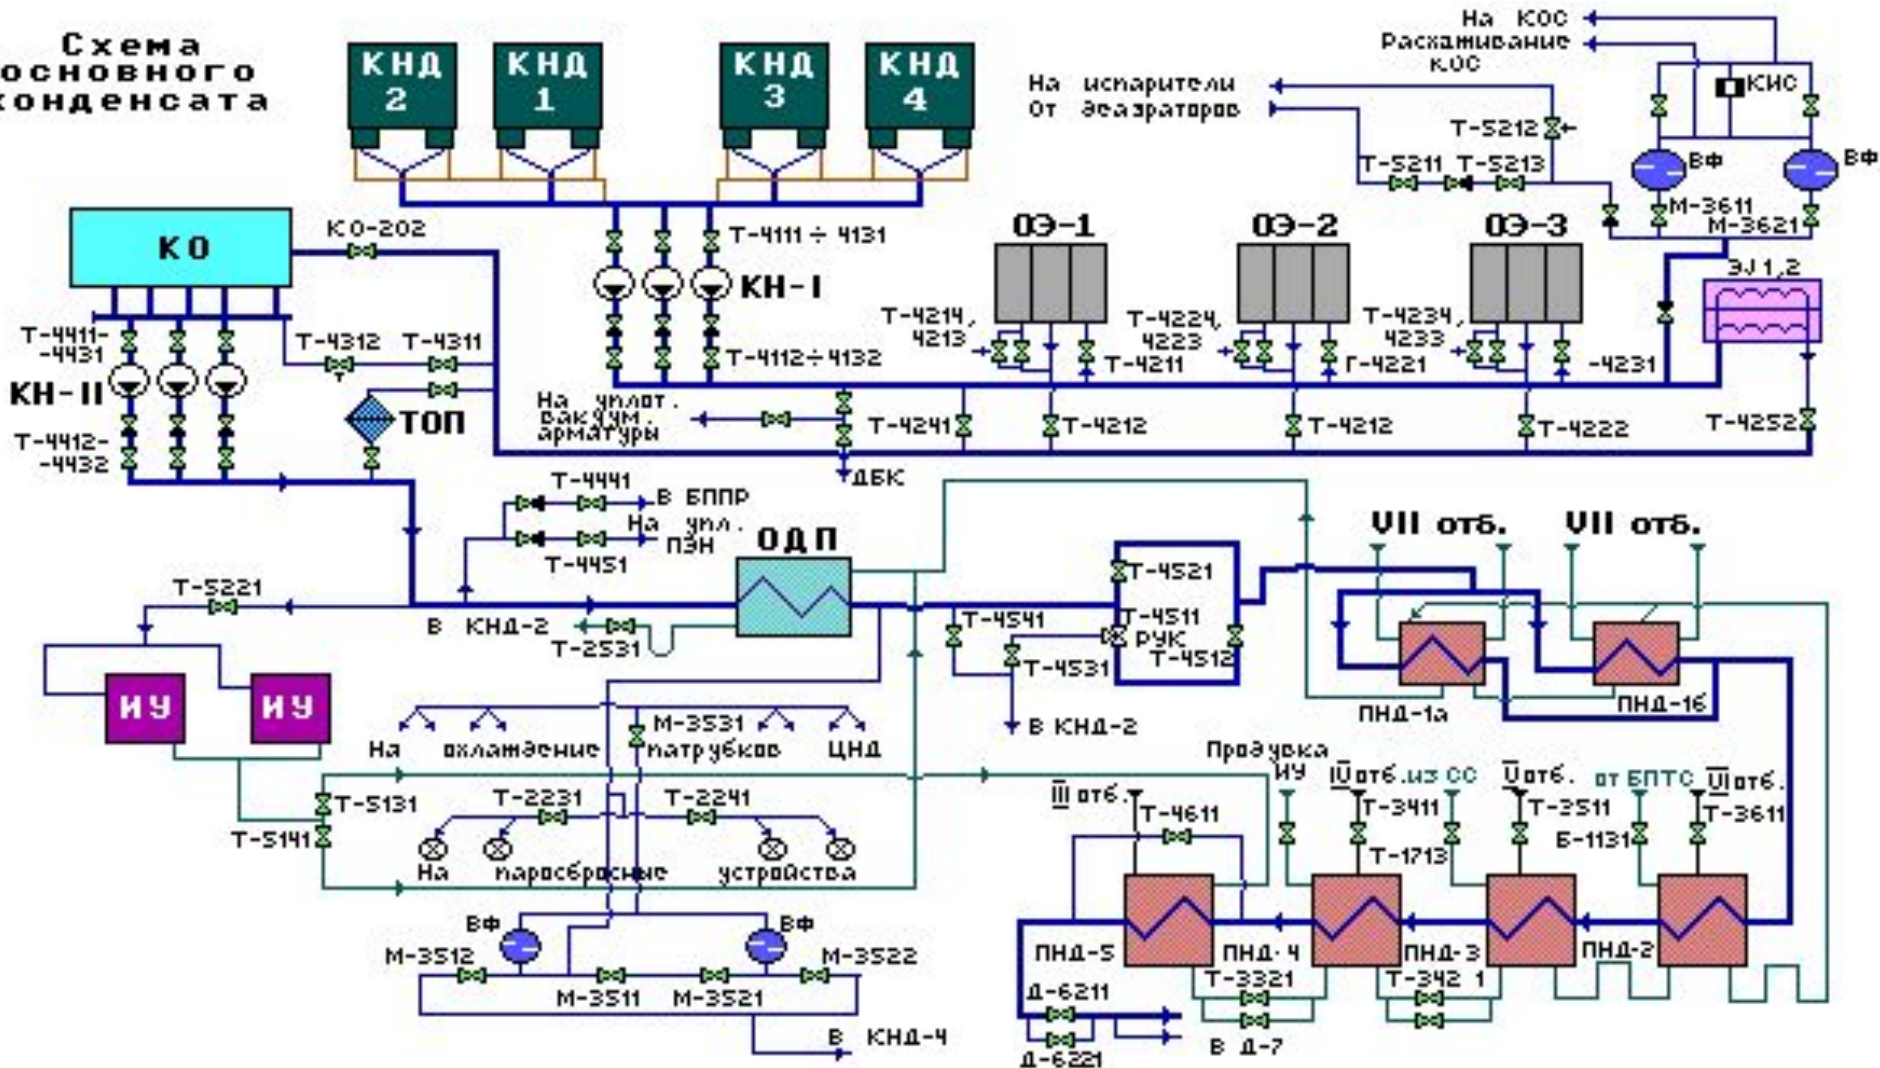 Схема
основного
конденсата
КНД
2
КНД
1
КНД
3
КНД
4
На КОС
Расхаживание
КОС
КИС
На испарители
От деаэраторов
Т-5212
Т-5211
Т-5213
ВФ
ВФ
М-3611
М-3621
КО
КО-202
Т-4111 ÷ 4131
КН-I
Т-4112÷4132
ОЭ-1
ОЭ-2
ОЭ-3
ЭJ 1,2
Т-4411-
-4431
Т-4312
Т-4311
Т-4214,
4213
Т-4211
Т-4224,
4223
Г-4221
Т-4234,
4233
-4231
КН-II
ТОП
Т-4412-
-4432
На уплот.
вакуум.
арматуры
ДБК
Т-4241
Т-4212
Т-4212
Т-4222
Т-4252
Т-4441
В БППР
На упл.
ПЭН
Т-4451
ОДП
VII отб.
VII отб.
Т-5221
В КНД-2
Т-2531
Т-4541
Т-4521
Т-4511
РУК
Т-4512
Т-4531
В КНД-2
ИУ
ИУ
ПНД-1а
ПНД-1б
М-3531
На охлаждение патрубков ЦНД
Продувка
ИУ
III отб.
IV отб.
из СС
V отб.
от БПТС
VI отб.
Т-5131
Т-5141
Т-2231
Т-2241
На паросбросные устройства
Т-4611
Т-3411
Т-1713
Т-2511
Б-1131
Т-3611
ВФ
ВФ
М-3512
М-3511
М-3521
М-3522
В КНД-4
ПНД-5
ПНД-4
ПНД-3
ПНД-2
Т-3321
Т-342 1
Д-6211
Д-6221
В Д-7